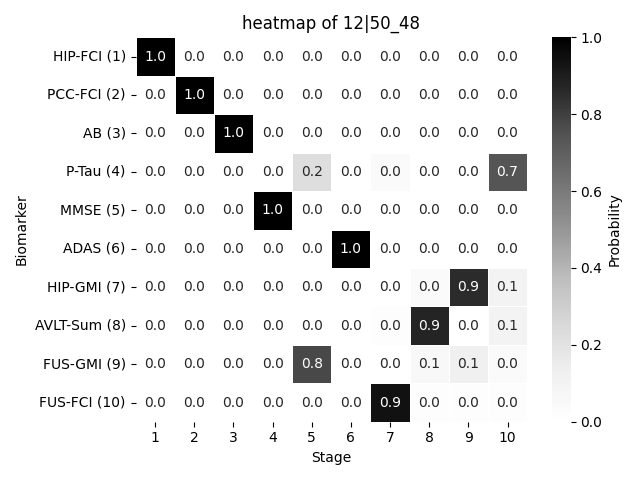 heatmap of 12|50_48
HIP-FCI (1) 1.0 0.0 0.0 0.0 0.0 0.0 0.0 0.0 0.0 0.0
PCC-FCI (2) 0.0 1.0 0.0 0.0 0.0 0.0 0.0 0.0 0.0 0.0
AB (3) 0.0 0.0 1.0 0.0 0.0 0.0 0.0 0.0 0.0 0.0
P-Tau (4) 0.0 0.0 0.0 0.0 0.2 0.0 0.0 0.0 0.0 0.7
MMSE (5) 0.0 0.0 0.0 1.0 0.0 0.0 0.0 0.0 0.0 0.0
ADAS (6) 0.0 0.0 0.0 0.0 0.0 1.0 0.0 0.0 0.0 0.0
HIP-GMI (7) 0.0 0.0 0.0 0.0 0.0 0.0 0.0 0.0 0.9 0.1
AVLT-Sum (8) 0.0 0.0 0.0 0.0 0.0 0.0 0.0 0.9 0.0 0.1
FUS-GMI (9) 0.0 0.0 0.0 0.0 0.8 0.0 0.0 0.1 0.1 0.0
FUS-FCI (10) 0.0 0.0 0.0 0.0 0.0 0.0 0.9 0.0 0.0 0.0
1 2 3 4 5 6 7 8 9 10
Stage
Biomarker
1.0
0.8
0.6
0.4
0.2
0.0
Probability